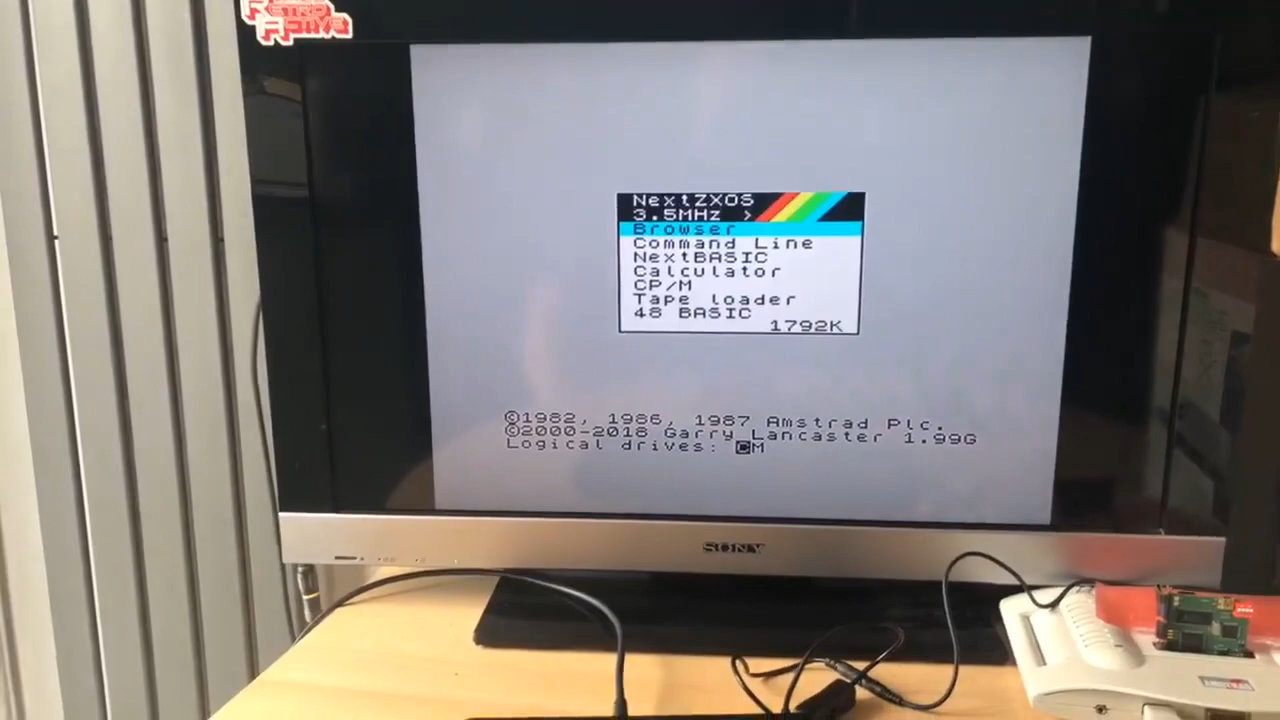 RETRO
NextZXOS
3.5MHz >
Browser
Command Line
NextBASIC
Calculator
CP/M
Tape loader
48 BASIC
1792K
©1982, 1986, 1987 Amstrad Plc.
©2000-2018 Garry Lancaster 1.99G
Logical drives: CM
SONY